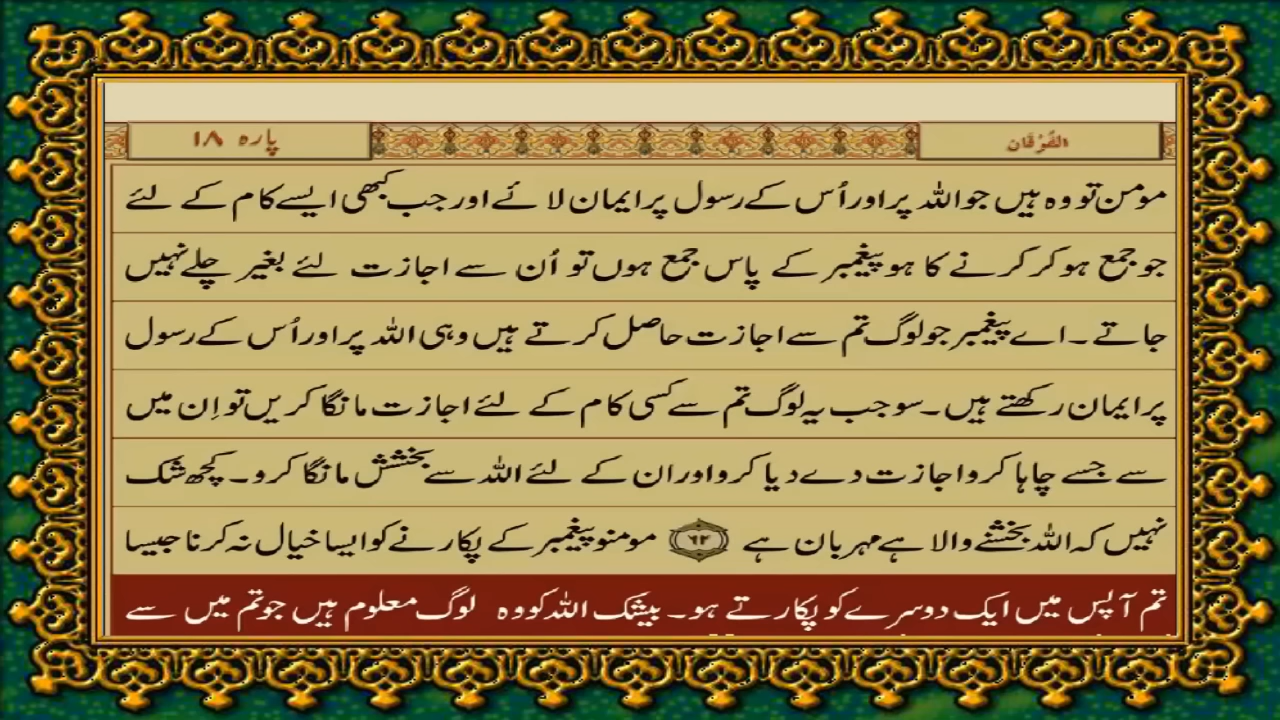 الفُرْقَان
پارہ ۱۸
مومن تو وہ ہیں جو اللہ پر اور اُس کے رسول پر ایمان لائے اور جب کبھی ایسے کام کے لئے
جو جمع ہو کر کرنے کا ہو پیغمبر کے پاس جمع ہوں تو اُن سے اجازت لئے بغیر چلے نہیں
جاتے۔ اے پیغمبر جو لوگ تم سے اجازت حاصل کرتے ہیں وہی اللہ پر اور اُس کے رسول
پر ایمان رکھتے ہیں۔ سو جب یہ لوگ تم سے کسی کام کے لئے اجازت مانگا کریں تو اِن میں
سے جسے چاہا کرو اجازت دے دیا کرو اور ان کے لئے اللہ سے بخشش مانگا کرو۔ کچھ شک
نہیں کہ اللہ بخشنے والا ہے مہربان ہے ۶۲ مومنو پیغمبر کے پکارنے کو ایسا خیال نہ کرنا جیسا
تم آپس میں ایک دوسرے کو پکارتے ہو۔ بیشک اللہ کو وہ لوگ معلوم ہیں جو تم میں سے